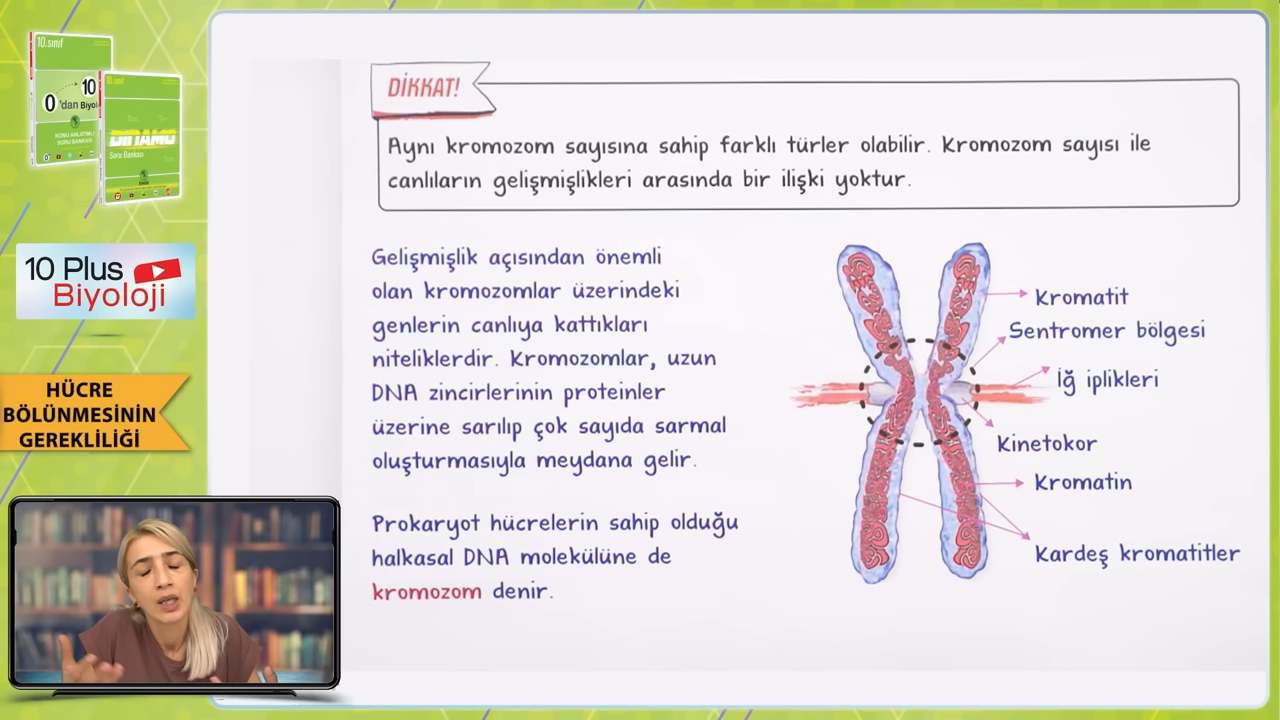 10.sınıf
0 'dan 10
Biyoloji
KONU ANLATIMLI
SORU BANKASI
10.sınıf
DİNAMO
Soru Bankası
10 Plus
Biyoloji
HÜCRE
BÖLÜNMESİNİN
GEREKLİLİĞİ
DİKKAT!
Aynı kromozom sayısına sahip farklı türler olabilir. Kromozom sayısı ile
canlıların gelişmişlikleri arasında bir ilişki yoktur.
Gelişmişlik açısından önemli
olan kromozomlar üzerindeki
genlerin canlıya kattıkları
niteliklerdir. Kromozomlar, uzun
DNA zincirlerinin proteinler
üzerine sarılıp çok sayıda sarmal
oluşturmasıyla meydana gelir.
Prokaryot hücrelerin sahip olduğu
halkasal DNA molekülüne de
kromozom denir.
Kromatit
Sentromer bölgesi
İğ iplikleri
Kinetokor
Kromatin
Kardeş kromatitler